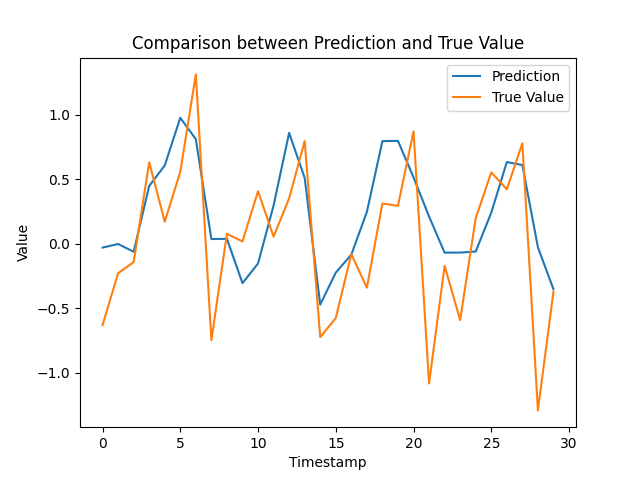 Comparison between Prediction and True Value
Prediction
True Value
1.0
0.5
0.0
−0.5
−1.0
Value
0 5 10 15 20 25 30
Timestamp